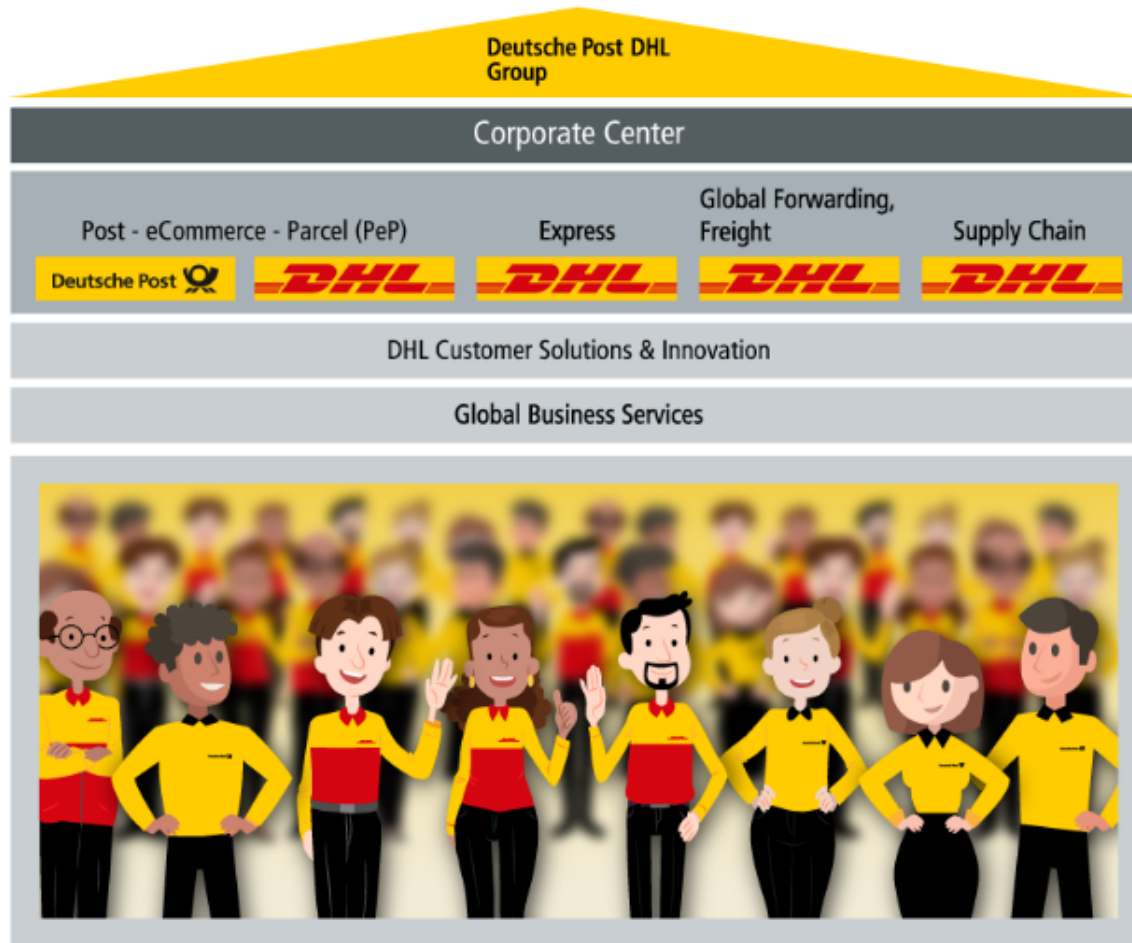 Deutsche Post DHL
Group
Corporate Center
Post - eCommerce - Parcel (PeP)
Express
Global Forwarding,
Freight
Supply Chain
Deutsche Post
DHL
DHL
DHL
DHL
DHL Customer Solutions & Innovation
Global Business Services